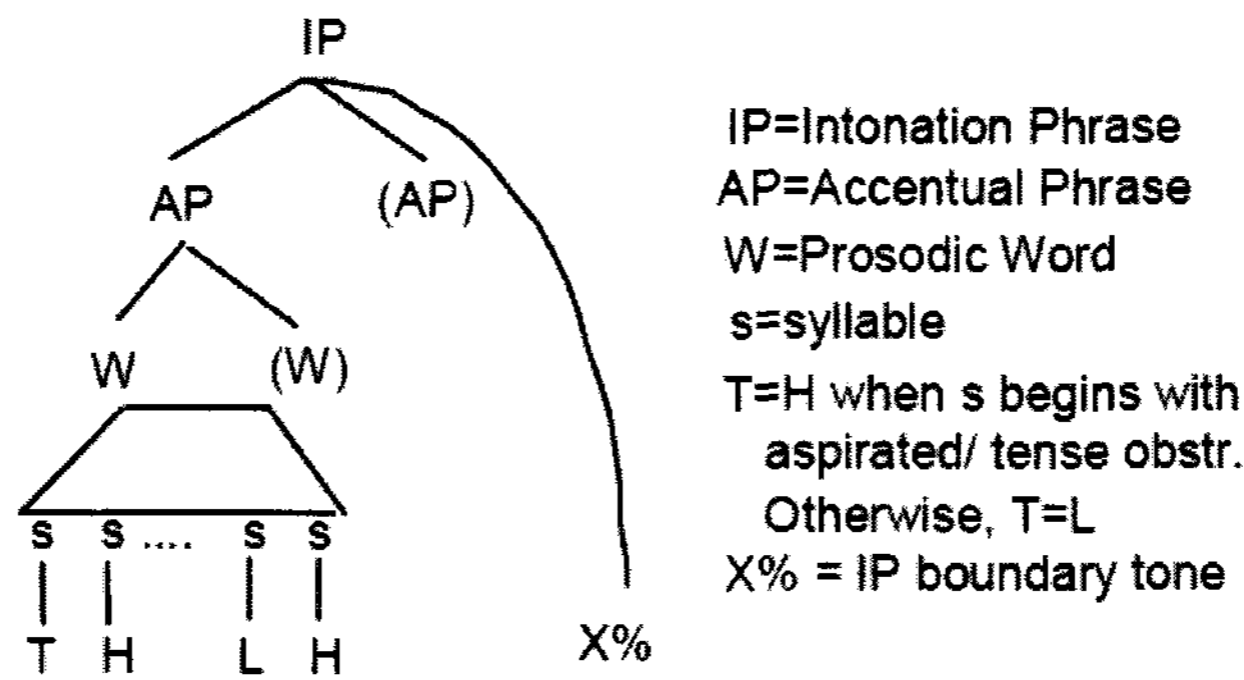 IP
AP (AP)
W (W)
s s .... s s
T H L H
X%
IP=Intonation Phrase
AP=Accentual Phrase
W=Prosodic Word
s=syllable
T=H when s begins with
aspirated/ tense obstr.
Otherwise, T=L
X% = IP boundary tone